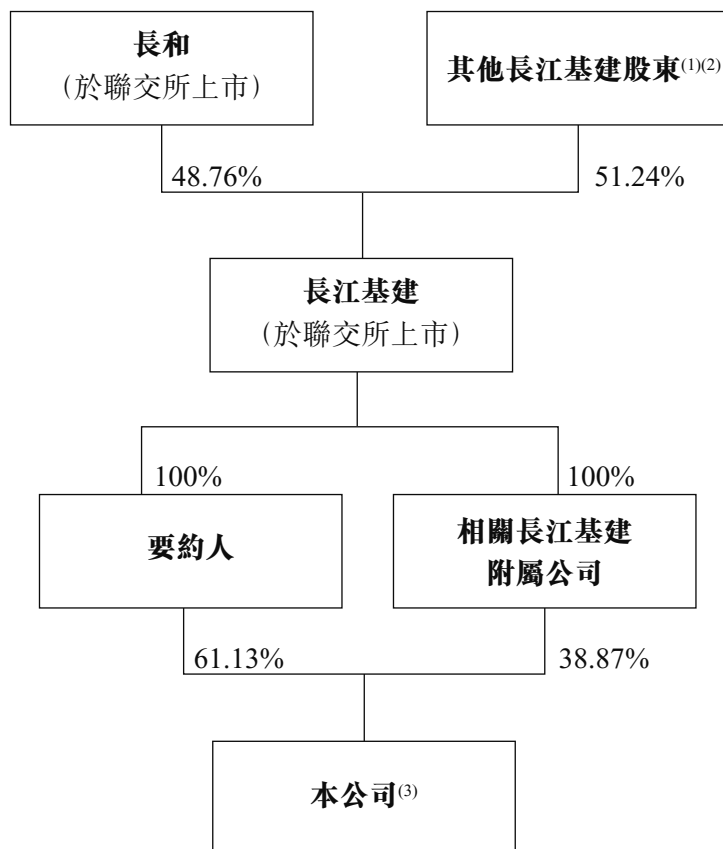 長和
（於聯交所上市）
其他長江基建股東(1)(2)
48.76%
51.24%
長江基建
（於聯交所上市）
100%
100%
要約人
相關長江基建
附屬公司
61.13%
38.87%
本公司(3)